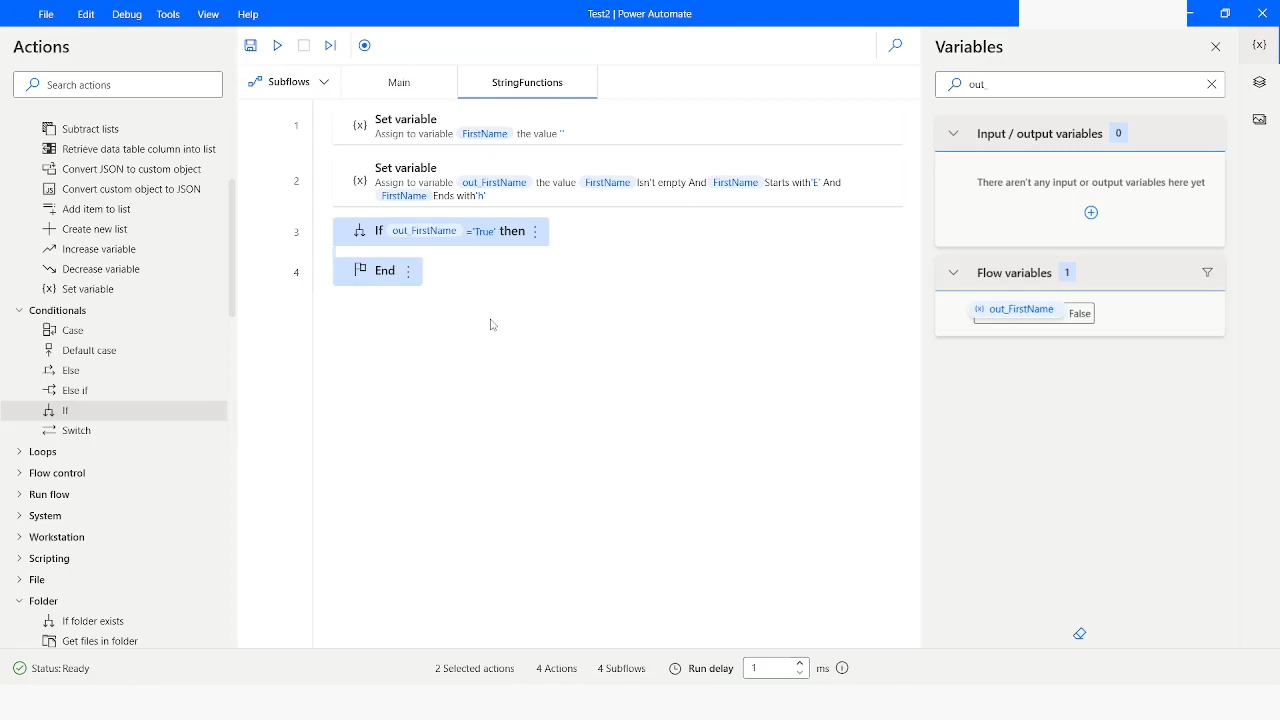 File Edit Debug Tools View Help Test2 | Power Automate
Actions
Search actions
Subtract lists
Retrieve data table column into list
Convert JSON to custom object
Convert custom object to JSON
Add item to list
Create new list
Increase variable
Decrease variable
{x} Set variable
Conditionals
Case
Default case
Else
Else if
If
Switch
Loops
Flow control
Run flow
System
Workstation
Scripting
File
Folder
If folder exists
Get files in folder
Subflows Main StringFunctions
1 {x} Set variable
Assign to variable FirstName the value ''
2 {x} Set variable
Assign to variable out_FirstName the value FirstName Isn't empty And FirstName Starts with'E' And
FirstName Ends with'h'
3 If out_FirstName ='True' then
4 End
Variables
{x}
out_
Input / output variables 0
There aren't any input or output variables here yet
Flow variables 1
(x) out_FirstName False
Status: Ready 2 Selected actions 4 Actions 4 Subflows Run delay 1 ms